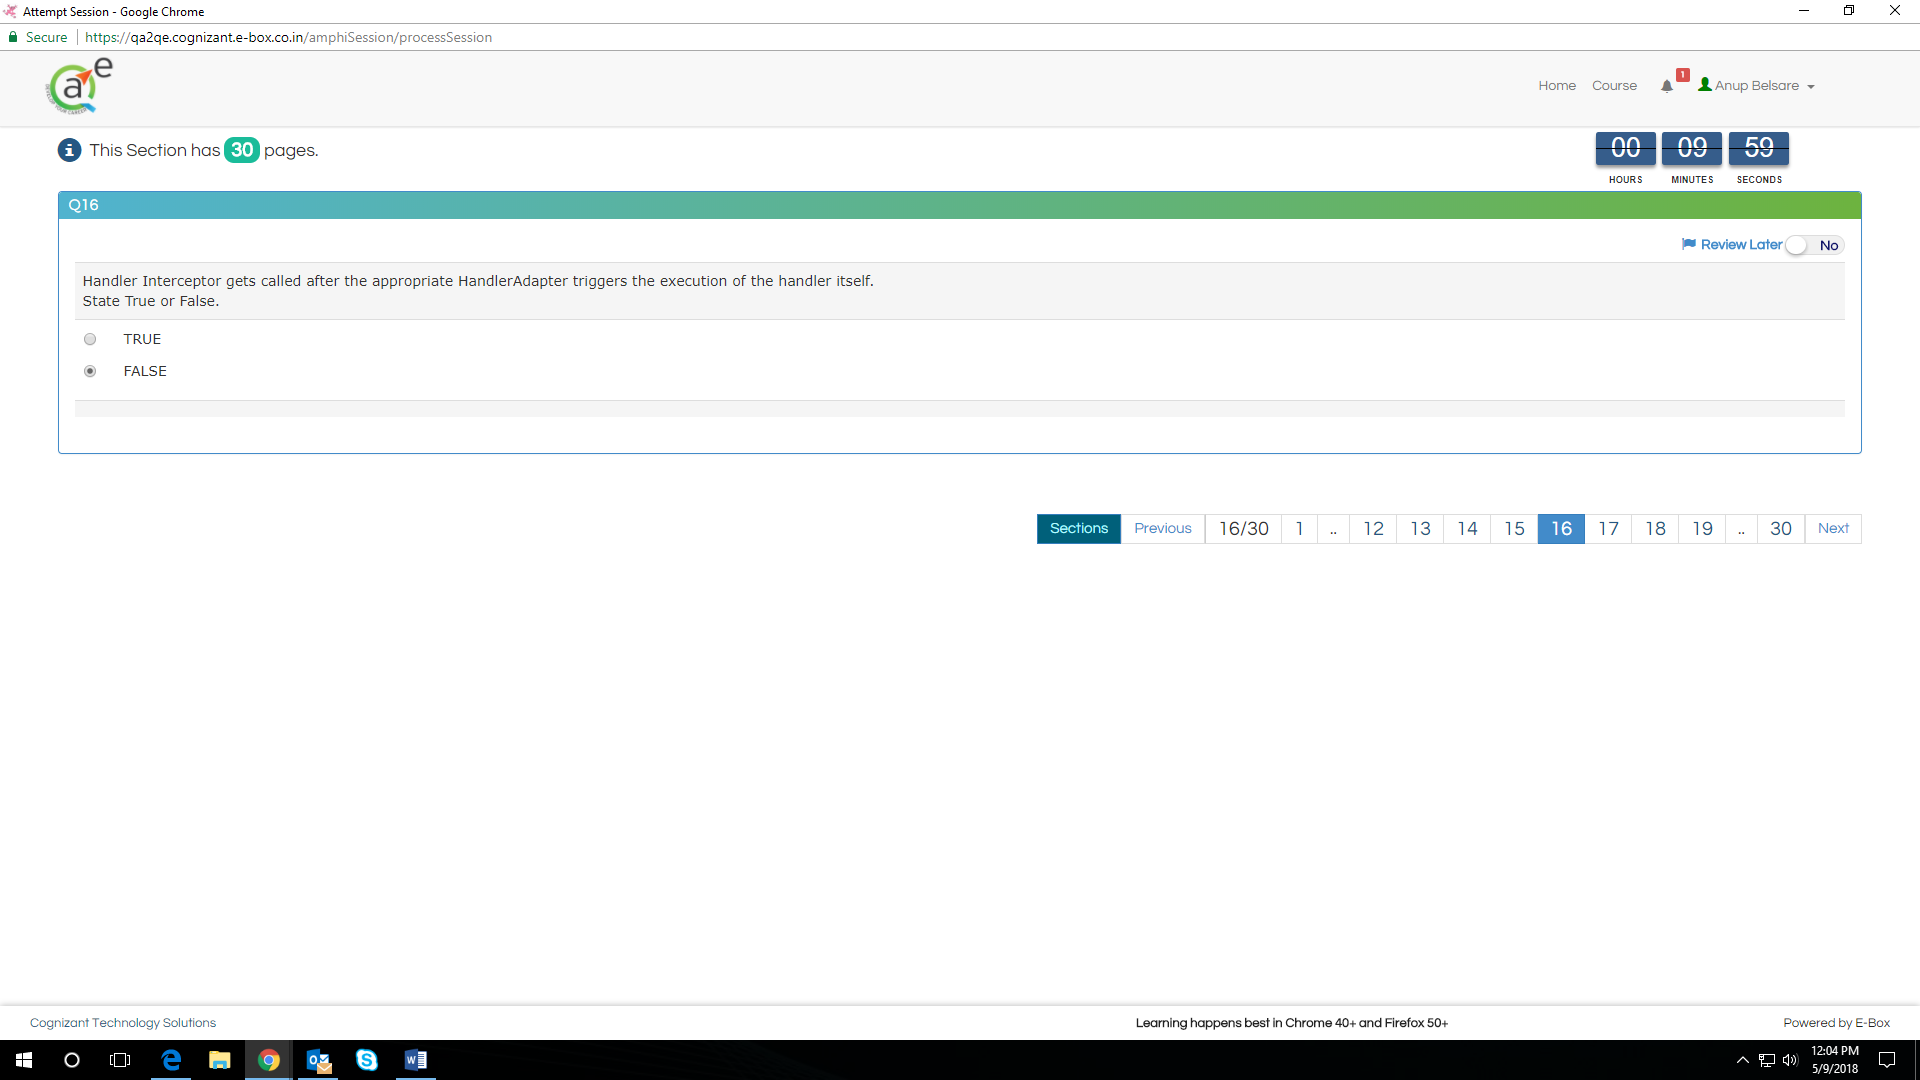 Attempt Session - Google Chrome
Secure https://qa2qe.cognizant.e-box.co.in/amphiSession/processSession
a e
Home Course 1 Anup Belsare
This Section has 30 pages.
00 09 59
HOURS MINUTES SECONDS
Q16
Review Later No
Handler Interceptor gets called after the appropriate HandlerAdapter triggers the execution of the handler itself.
State True or False.
TRUE
FALSE
Sections Previous 16/30 1 .. 12 13 14 15 16 17 18 19 .. 30 Next
Cognizant Technology Solutions Learning happens best in Chrome 40+ and Firefox 50+ Powered by E-Box
12:04 PM
5/9/2018